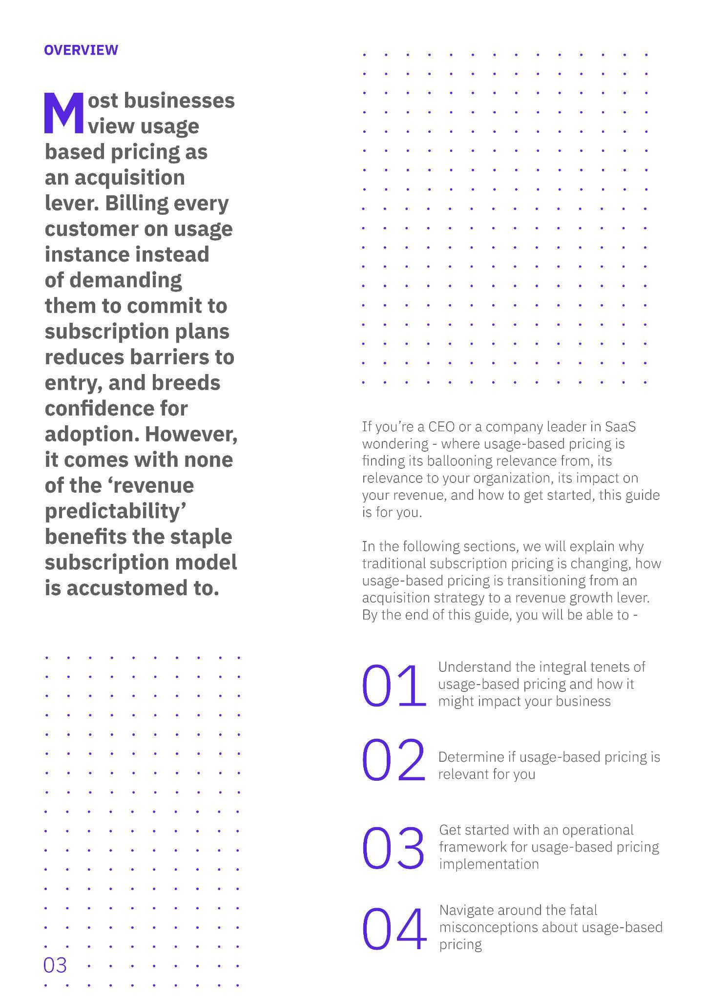 OVERVIEW
Most businesses
view usage
based pricing as
an acquisition
lever. Billing every
customer on usage
instance instead
of demanding
them to commit to
subscription plans
reduces barriers to
entry, and breeds
confidence for
adoption. However,
it comes with none
of the ‘revenue
predictability’
benefits the staple
subscription model
is accustomed to.
If you’re a CEO or a company leader in SaaS
wondering - where usage-based pricing is
finding its ballooning relevance from, its
relevance to your organization, its impact on
your revenue, and how to get started, this guide
is for you.
In the following sections, we will explain why
traditional subscription pricing is changing, how
usage-based pricing is transitioning from an
acquisition strategy to a revenue growth lever.
By the end of this guide, you will be able to -
01
Understand the integral tenets of
usage-based pricing and how it
might impact your business
02
Determine if usage-based pricing is
relevant for you
03
Get started with an operational
framework for usage-based pricing
implementation
04
Navigate around the fatal
misconceptions about usage-based
pricing
03